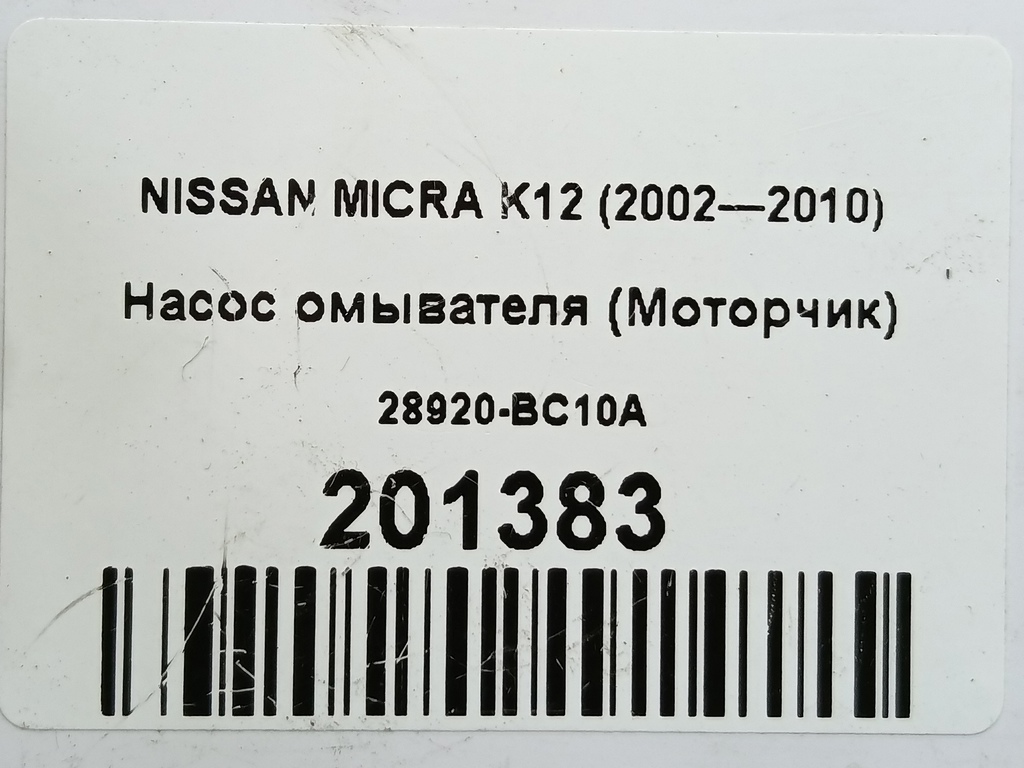 NISSAN MICRA K12 (2002—2010)
Насос омывателя (Моторчик)
28920-BC10A
201383